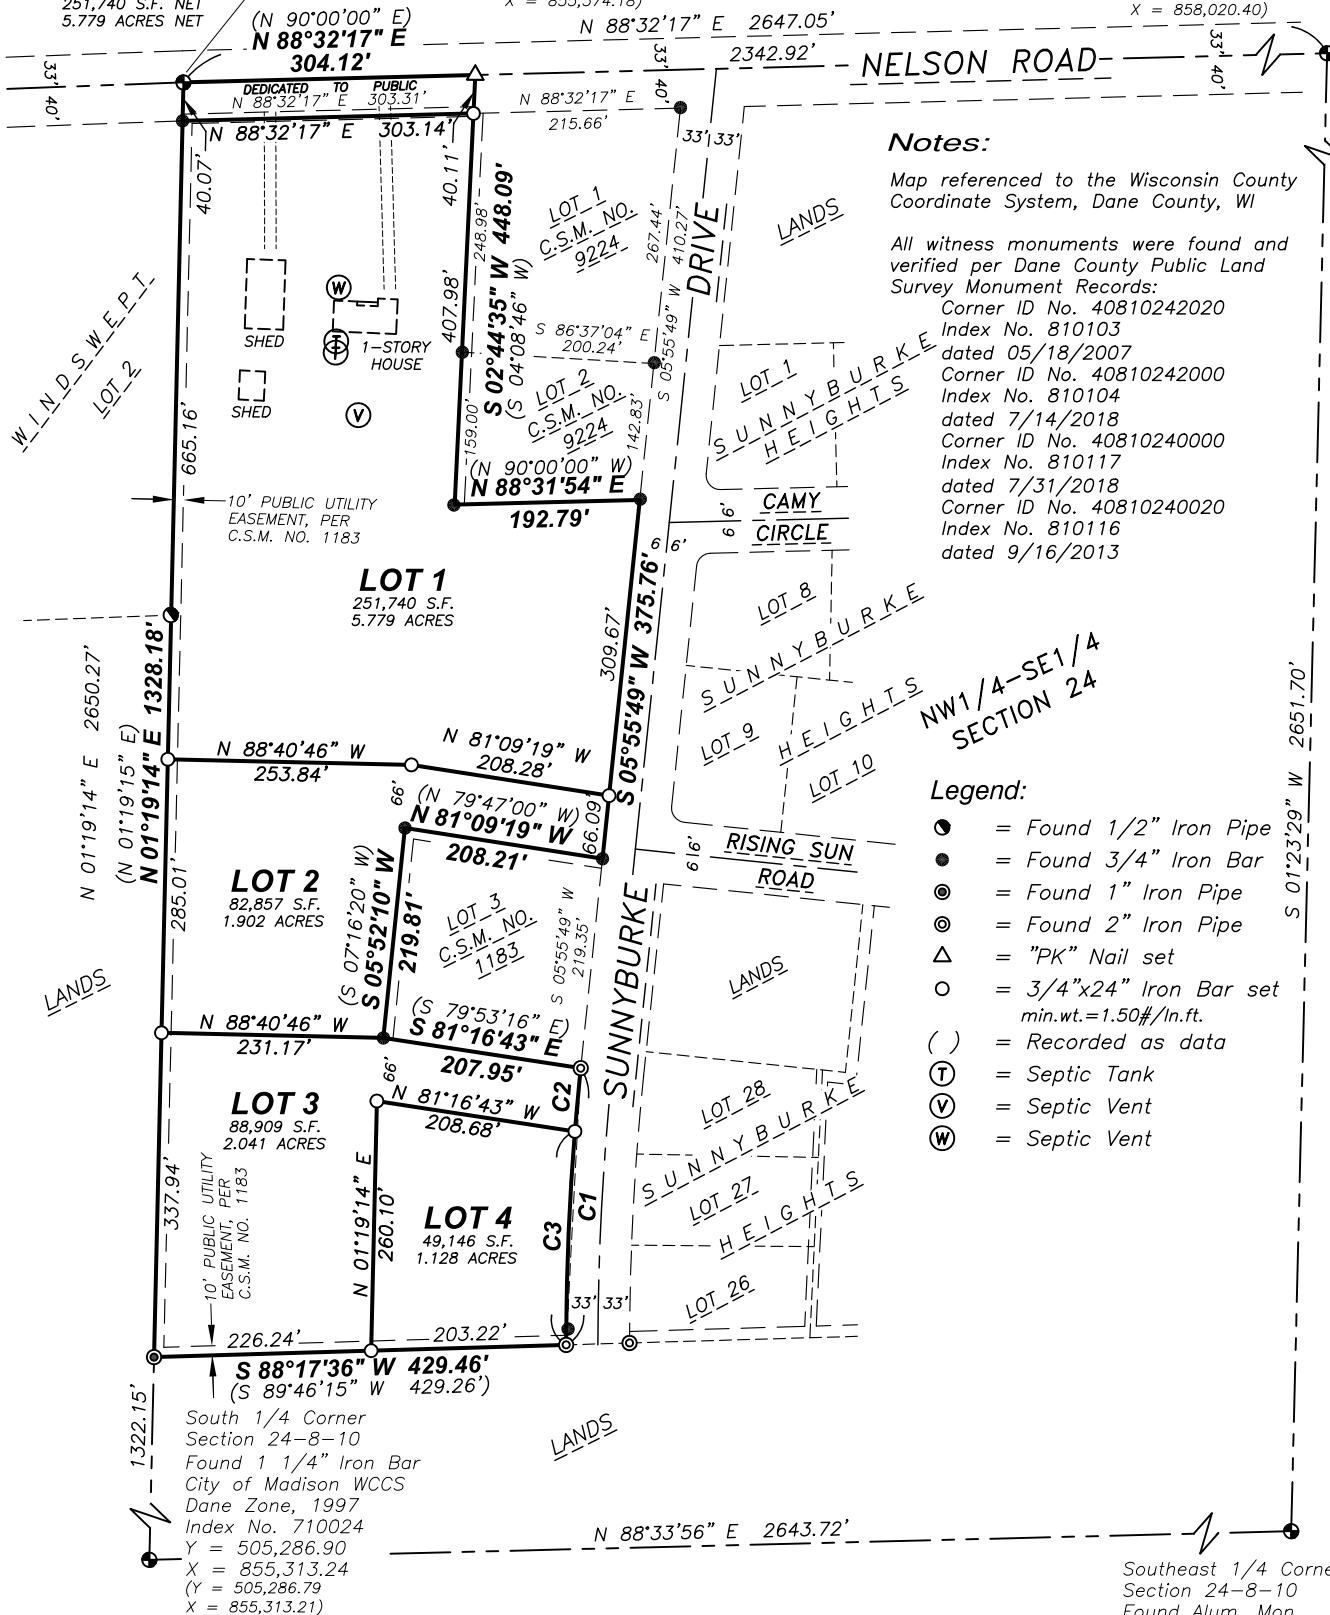 251,740 S.F. NET
5.779 ACRES NET
(N 90°00'00" E)
N 88°32'17" E
304.12'
X = 855,374.18)
N 88°32'17" E 2647.05'
2342.92'
X = 858,020.40)
33'
40'
33'
40'
33'
40'
NELSON ROAD
DEDICATED TO PUBLIC
N 88°32'17" E 303.31'
N 88°32'17" E 303.14'
N 88°32'17" E
215.66'
33' 33'
40.07'
40.11'
248.98'
S 02°44'35" W 448.09'
(S 04°08'46" W)
407.98'
159.00'
LOT 1
C.S.M. NO.
9224
267.44'
410.27'
S 05°55'49" W
DRIVE
LANDS
Notes:
Map referenced to the Wisconsin County
Coordinate System, Dane County, WI
All witness monuments were found and
verified per Dane County Public Land
Survey Monument Records:
Corner ID No. 40810242020
Index No. 810103
dated 05/18/2007
Corner ID No. 40810242000
Index No. 810104
dated 7/14/2018
Corner ID No. 40810240000
Index No. 810117
dated 7/31/2018
Corner ID No. 40810240020
Index No. 810116
dated 9/16/2013
WINDSWEPT
LOT 2
W
T
V
SHED
SHED
1-STORY
HOUSE
S 86°37'04" E
200.24'
LOT 2
C.S.M. NO.
9224
142.83'
(N 90°00'00" W)
N 88°31'54" E
192.79'
LOT 1
SUNNYBURKE
HEIGHTS
CAMY
CIRCLE
66'
66'
665.16'
10' PUBLIC UTILITY
EASEMENT, PER
C.S.M. NO. 1183
LOT 1
251,740 S.F.
5.779 ACRES
309.67'
S 05°55'49" W 375.76'
LOT 8
SUNNYBURKE
LOT 9
HEIGHTS
LOT 10
NW1/4-SE1/4
SECTION 24
S 01°23'29" W 2651.70'
N 01°19'14" E 2650.27'
(N 01°19'15" E)
N 01°19'14" E 1328.18'
N 88°40'46" W
253.84'
N 81°09'19" W
208.28'
66'
(N 79°47'00" W)
N 81°09'19" W
208.21'
66.09'
66'
RISING SUN
ROAD
Legend:
= Found 1/2" Iron Pipe
= Found 3/4" Iron Bar
= Found 1" Iron Pipe
= Found 2" Iron Pipe
= "PK" Nail set
= 3/4"x24" Iron Bar set
min.wt.=1.50#/ln.ft.
( ) = Recorded as data
T = Septic Tank
V = Septic Vent
W = Septic Vent
285.01'
LOT 2
82,857 S.F.
1.902 ACRES
(S 07°16'20" W)
S 05°52'10" W
219.81'
LOT 3
C.S.M. NO.
1183
S 05°55'49" W
219.35'
SUNNYBURKE
LANDS
LANDS
N 88°40'46" W
231.17'
(S 79°53'16" E)
S 81°16'43" E
207.95'
66'
N 81°16'43" W
208.68'
C2
LOT 3
88,909 S.F.
2.041 ACRES
LOT 28
SUNNYBURKE
LOT 27
HEIGHTS
LOT 26
337.94'
10' PUBLIC UTILITY
EASEMENT, PER
C.S.M. NO. 1183
N 01°19'14" E
260.10'
LOT 4
49,146 S.F.
1.128 ACRES
C3
C1
33' 33'
226.24'
203.22'
S 88°17'36" W 429.46'
(S 89°46'15" W 429.26')
1322.15'
South 1/4 Corner
Section 24-8-10
Found 1 1/4" Iron Bar
City of Madison WCCS
Dane Zone, 1997
Index No. 710024
Y = 505,286.90
X = 855,313.24
(Y = 505,286.79
X = 855,313.21)
LANDS
N 88°33'56" E 2643.72'
Southeast 1/4 Corne
Section 24-8-10
Found Alum. Mon.